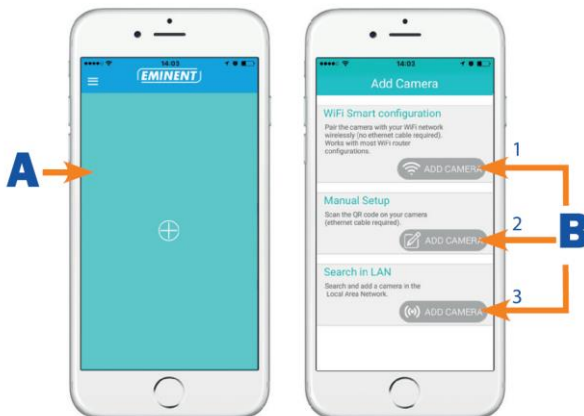 14:03
EMINENT
A
14:03
Add Camera
WiFi Smart configuration
Pair the camera with your WiFi network
wirelessly (no ethernet cable required).
Works with most WiFi router
configurations.
ADD CAMERA
1
Manual Setup
Scan the QR code on your camera
(ethernet cable required).
ADD CAMERA
2
B
Search in LAN
Search and add a camera in the
Local Area Network.
ADD CAMERA
3